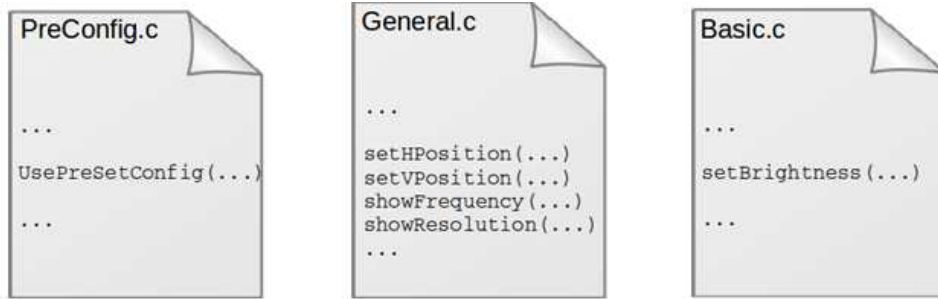 PreConfig.c
...
UsePreSetConfig(...)
...
General.c
...
setHPosition(...)
setVPosition(...)
showFrequency(...)
showResolution(...)
...
Basic.c
...
setBrightness(...)
...